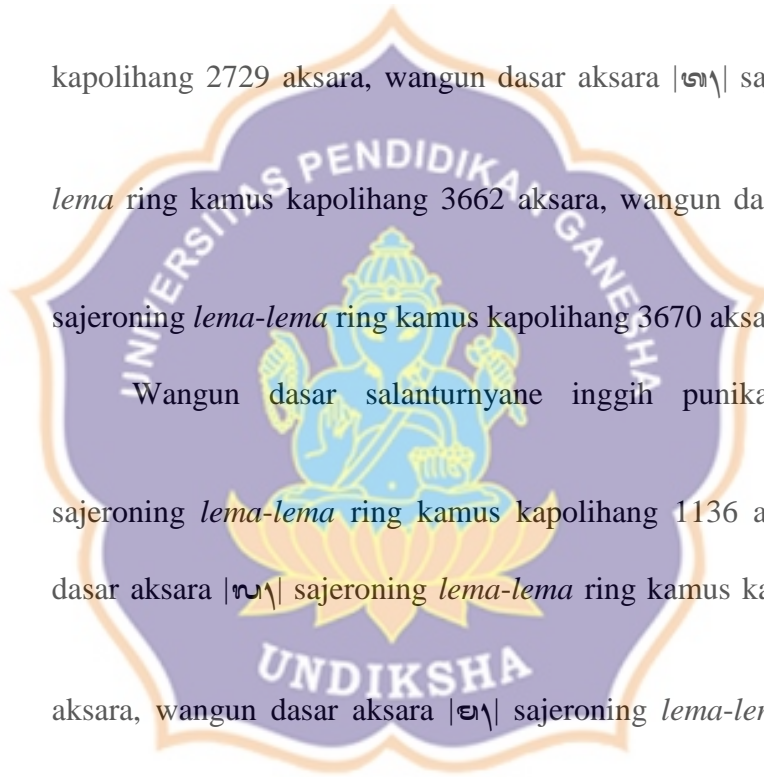 kapolihang 2729 aksara, wangun dasar aksara sa
UNIVERSITAS PENDIDIKAN GANESHA
lema ring kamus kapolihang 3662 aksara, wangun da
sajeroning lema-lema ring kamus kapolihang 3670 aksa
Wangun dasar salanturnyane inggih punika
sajeroning lema-lema ring kamus kapolihang 1136 a
dasar aksara sajeroning lema-lema ring kamus ka
UNDIKSHA
aksara, wangun dasar aksara sajeroning lema-le